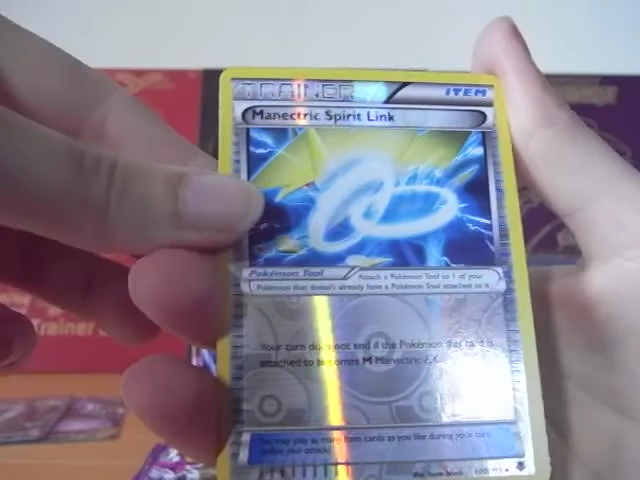 TRAINER
ITEM
Manectric Spirit Link
Pokémon Tool
Attach a Pokémon Tool to 1 of your
Pokémon that doesn't already have a Pokémon Tool attached to it.
Your turn does not end if the Pokémon this card is
attached to becomes M Manectric-EX.
You may play as many Item cards as you like during your turn
(before your attack).
Trainer